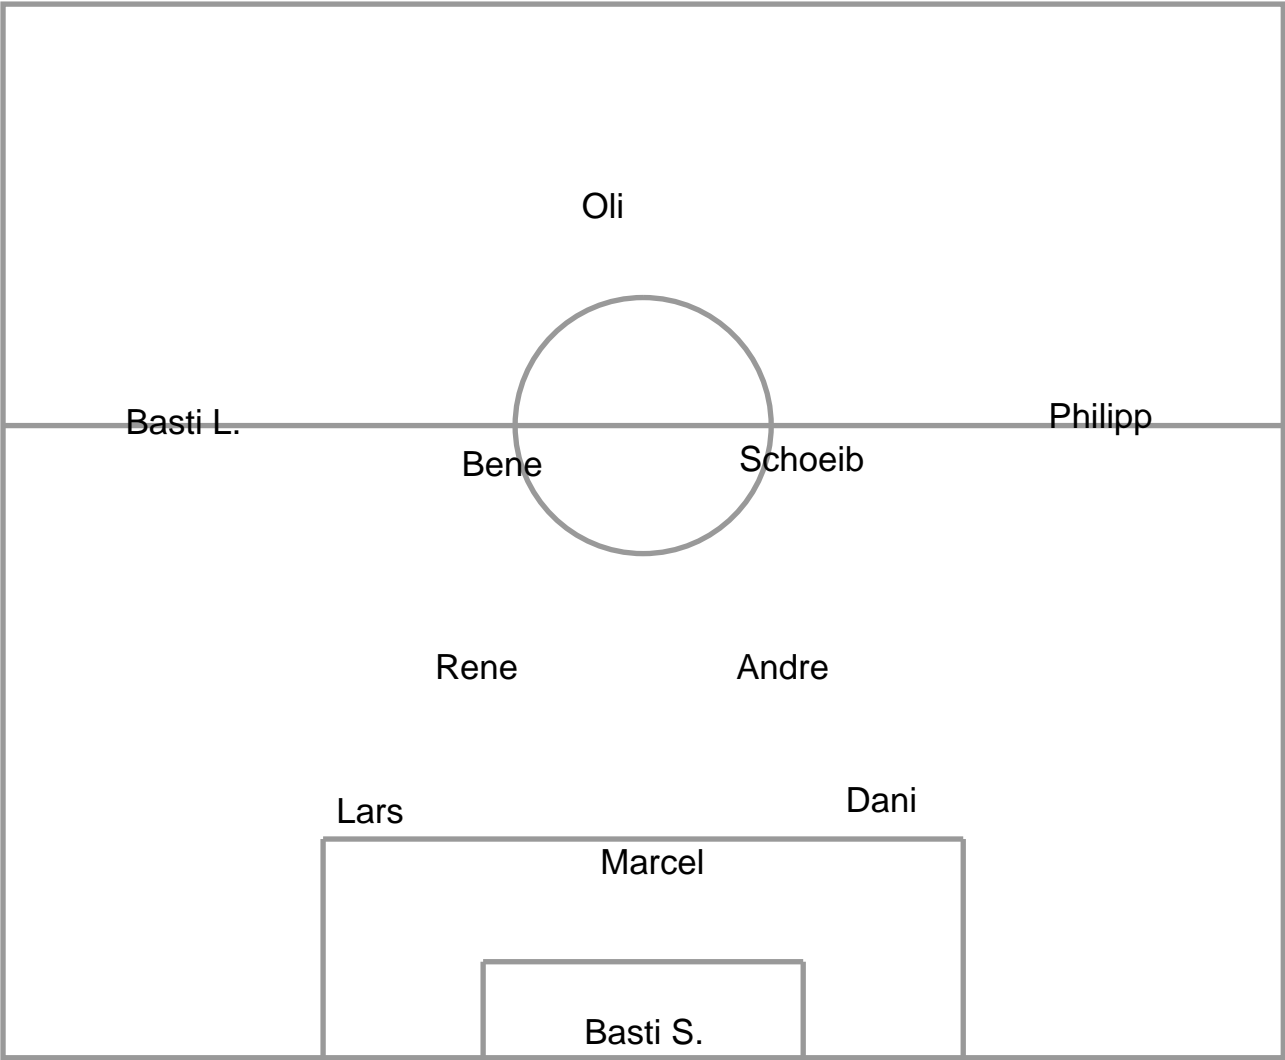 Oli
Basti L.
Philipp
Bene
Schoeib
Rene
Andre
Lars
Dani
Marcel
Basti S.